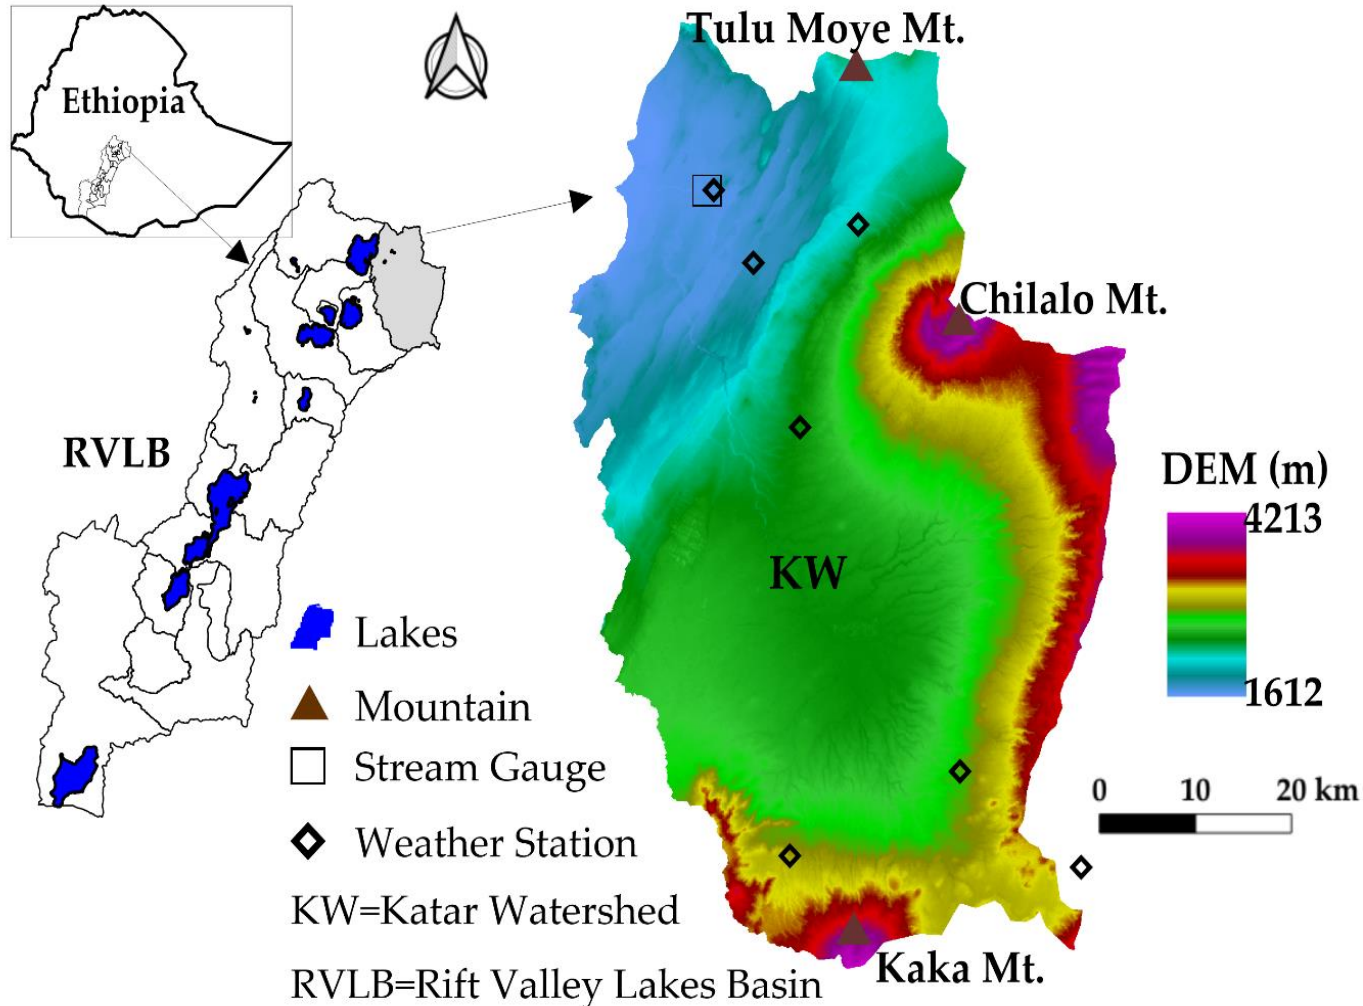 Ethiopia
Tulu Moye Mt.
Chilalo Mt.
RVLB
DEM (m)
4213
1612
KW
Lakes
Mountain
Stream Gauge
Weather Station
KW=Katar Watershed
RVLB=Rift Valley Lakes Basin
0 10 20 km
Kaka Mt.